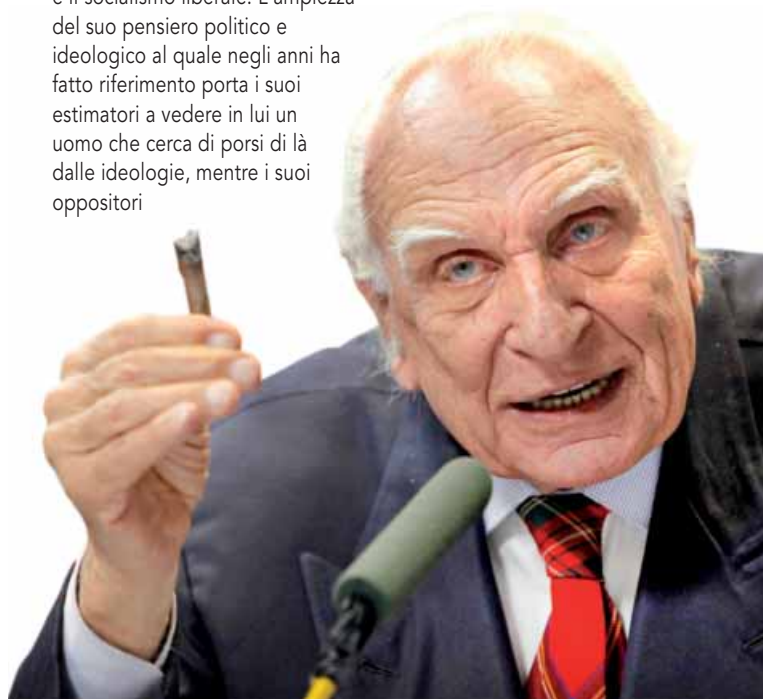 e il socialismo liberale. L'ampiezza
del suo pensiero politico e
ideologico al quale negli anni ha
fatto riferimento porta i suoi
estimatori a vedere in lui un
uomo che cerca di porsi di là
dalle ideologie, mentre i suoi
oppositori